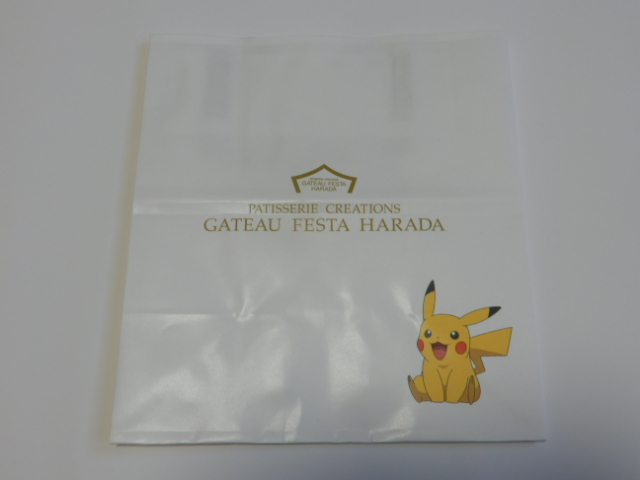 GATEAU FESTA
HARADA
PATISSERIE CREATIONS
GATEAU FESTA HARADA